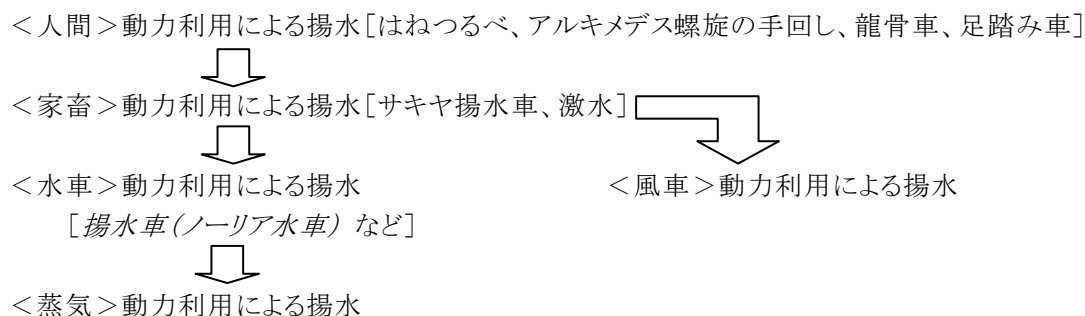 ＜人間＞動力利用による揚水[はねつるべ、アルキメデス螺旋の手回し、龍骨車、足踏み車]
＜家畜＞動力利用による揚水[サキヤ揚水車、激水]
＜水車＞動力利用による揚水 ＜風車＞動力利用による揚水
[揚水車(ノーリア水車) など]
＜蒸気＞動力利用による揚水